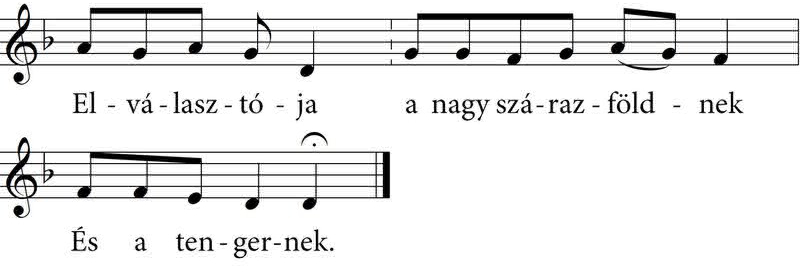 El - vá - lasz - tó - ja a nagy szá - raz - föld - nek
És a ten - ger - nek.